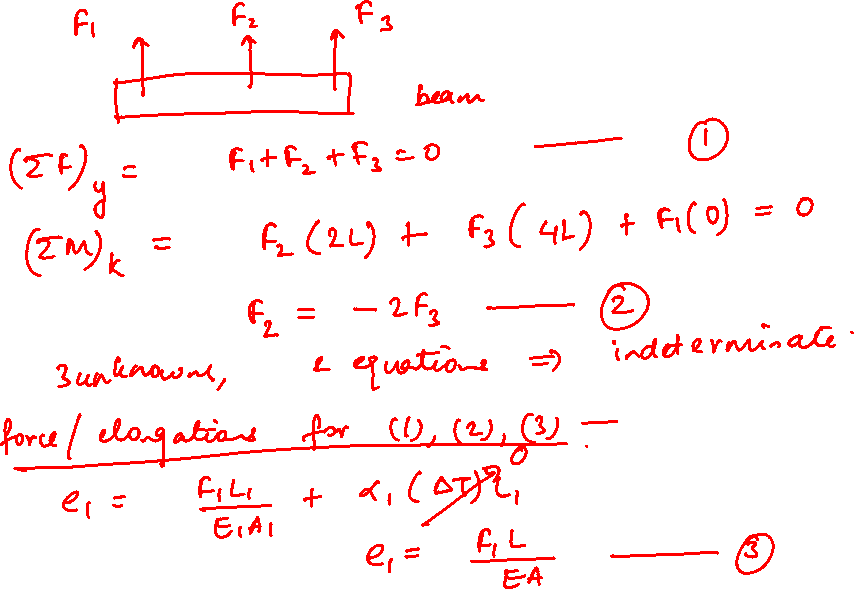 F₁ F₂ F₃
beam
(ΣF)y = F₁ + F₂ + F₃ = 0 —— ①
(ΣM)k = F₂ (2L) + F₃ (4L) + F₁(0) = 0
F₂ = - 2F₃ —— ②
3 unknowns, 2 equations ⇒ indeterminate.
force/ elongations for (1), (2), (3) :-
e₁ = F₁L₁/E₁A₁ + α₁ (ΔT) L₁ 0
e₁ = F₁L/EA —— ③